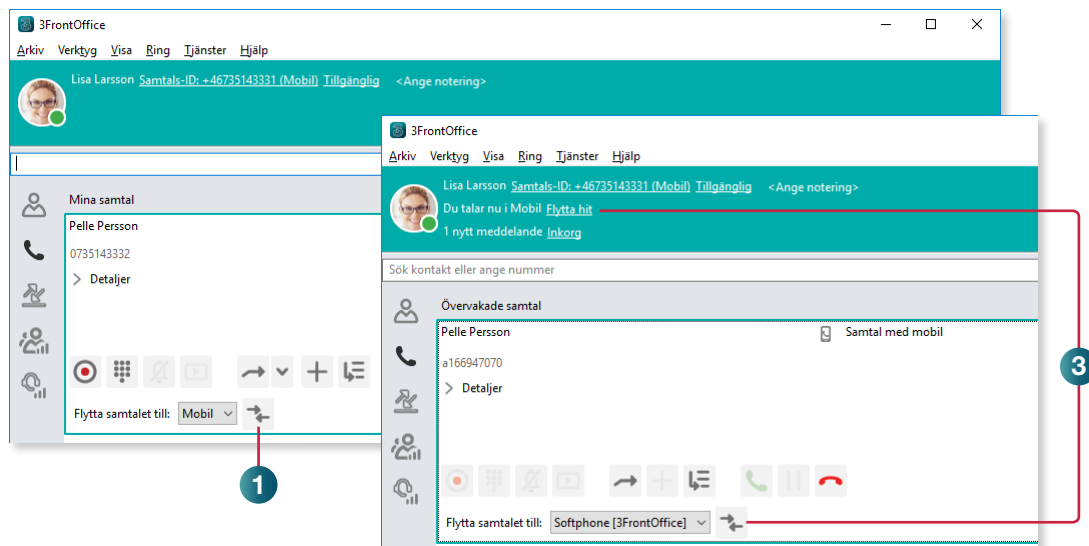 3FrontOffice
Arkiv Verktyg Visa Ring Tjänster Hjälp
Lisa Larsson Samtals-ID: +46735143331 (Mobil) Tillgänglig <Ange notering>
Mina samtal
Pelle Persson
0735143332
Detaljer
Flytta samtalet till: Mobil
1
3FrontOffice
Arkiv Verktyg Visa Ring Tjänster Hjälp
Lisa Larsson Samtals-ID: +46735143331 (Mobil) Tillgänglig <Ange notering>
Du talar nu i Mobil Flytta hit
1 nytt meddelande Inkorg
Sök kontakt eller ange nummer
Övervakade samtal
Pelle Persson Samtal med mobil
a166947070
Detaljer
Flytta samtalet till: Softphone [3FrontOffice]
3